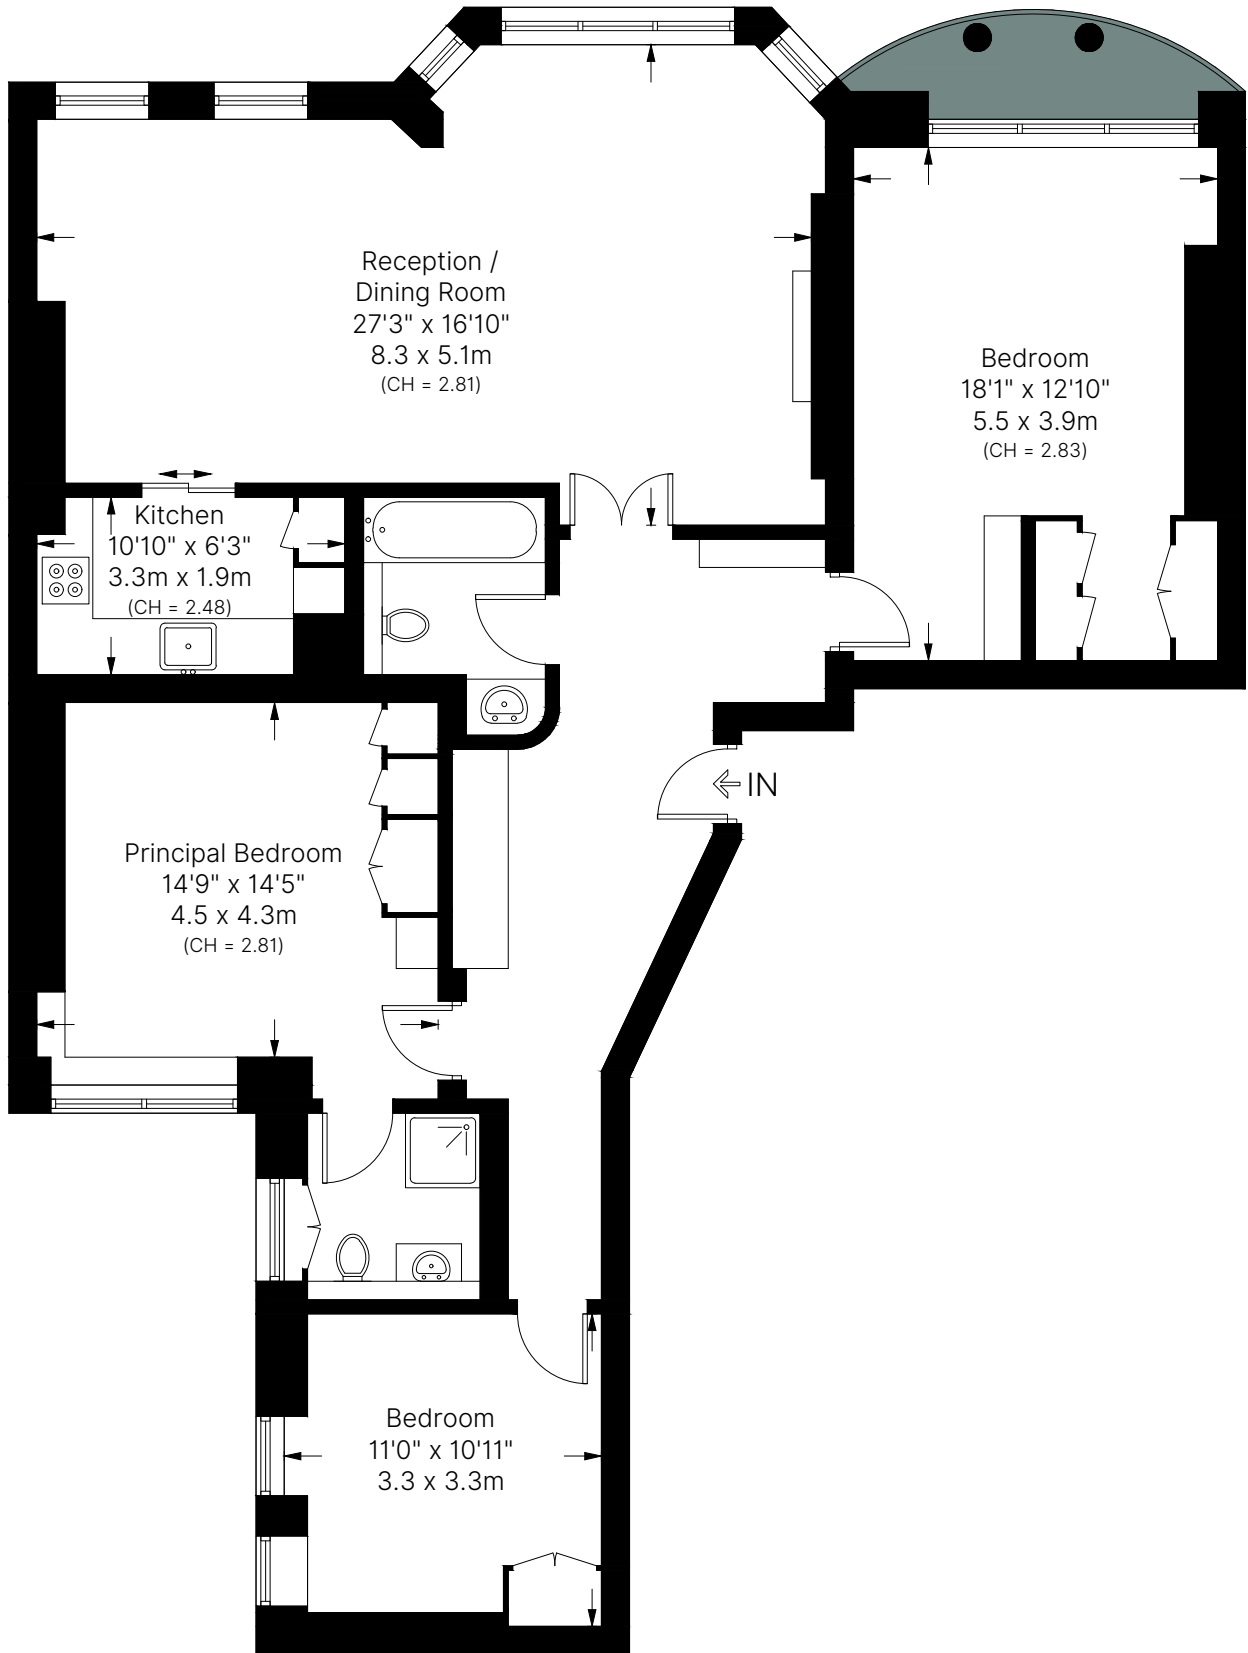 Reception /
Dining Room
27'3" x 16'10"
8.3 x 5.1m
(CH = 2.81)
Bedroom
18'1" x 12'10"
5.5 x 3.9m
(CH = 2.83)
Kitchen
10'10" x 6'3"
3.3m x 1.9m
(CH = 2.48)
IN
Principal Bedroom
14'9" x 14'5"
4.5 x 4.3m
(CH = 2.81)
Bedroom
11'0" x 10'11"
3.3 x 3.3m